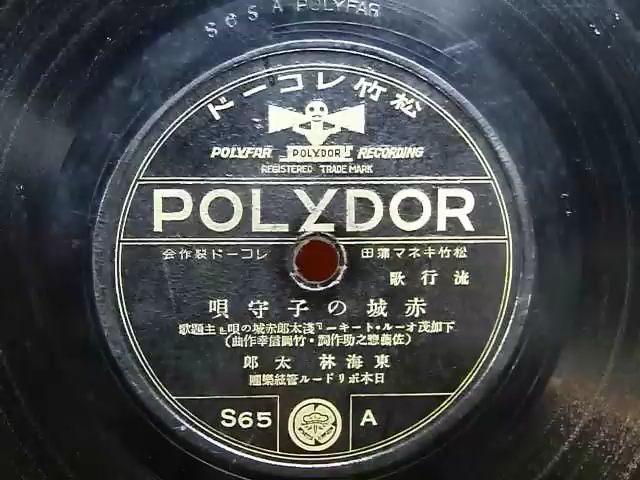 S65 A POLYFAR
松竹レコード
POLYFAR POLYDOR RECORDING
REGISTERED TRADE MARK
POLYDOR
松竹キネマ蒲田 レコード製作会
流行歌
赤城の子守唄
下加茂オール・トーキー『淺太郎赤城の唄』主題歌
(佐藤惣之助作詞・竹岡信幸作曲)
東海林太郎
日本ポリドール管絃樂團
S65 A